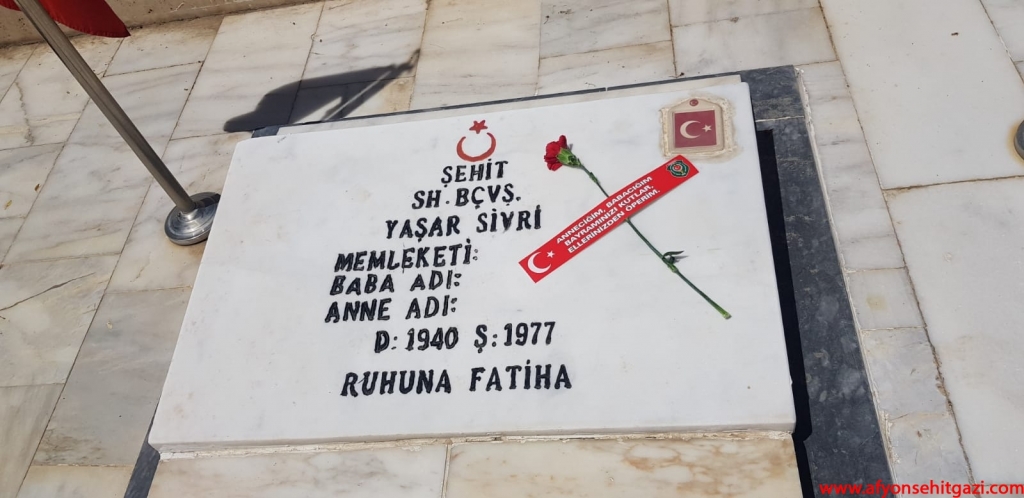 ŞEHİT
SH. BÇVŞ.
YAŞAR SİVRİ
MEMLEKETİ:
BABA ADI:
ANNE ADI:
D: 1940 Ş: 1977
RUHUNA FATİHA
ANNECİĞİM, BABACIĞIM
BAYRAMINIZI KUTLAR,
ELLERİNİZDEN ÖPERİM.
www.afyonsehitgazi.com